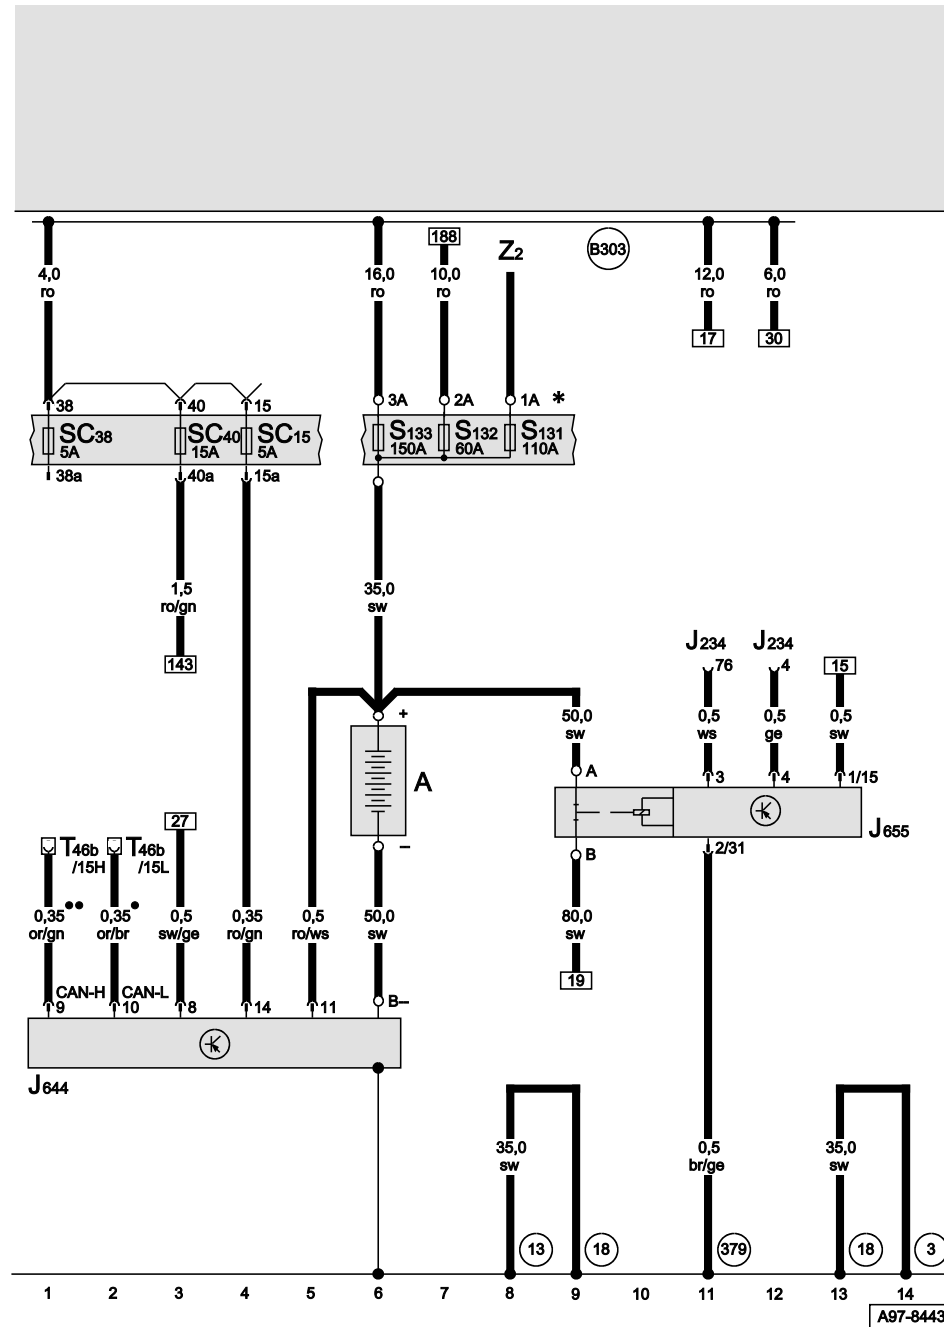 188
Z2
B303
4,0
ro
16,0
ro
10,0
ro
12,0
ro
6,0
ro
17
30
38
40
15
3A
2A
1A *
SC38
5A
SC40
15A
SC15
5A
S133
150A
S132
60A
S131
110A
38a
40a
15a
1,5
ro/gn
35,0
sw
143
J234
J234
76
4
15
+
50,0
sw
0,5
ws
0,5
ge
0,5
sw
A
3
4
1/15
A
J655
27
T46b
/15H
T46b
/15L
–
B
2/31
0,35
or/gn
0,35
or/br
0,5
sw/ge
0,35
ro/gn
0,5
ro/ws
50,0
sw
80,0
sw
19
CAN-H
CAN-L
9
10
8
14
11
B–
J644
35,0
sw
0,5
br/ge
35,0
sw
13
18
379
18
3
1 2 3 4 5 6 7 8 9 10 11 12 13 14
A97-8443